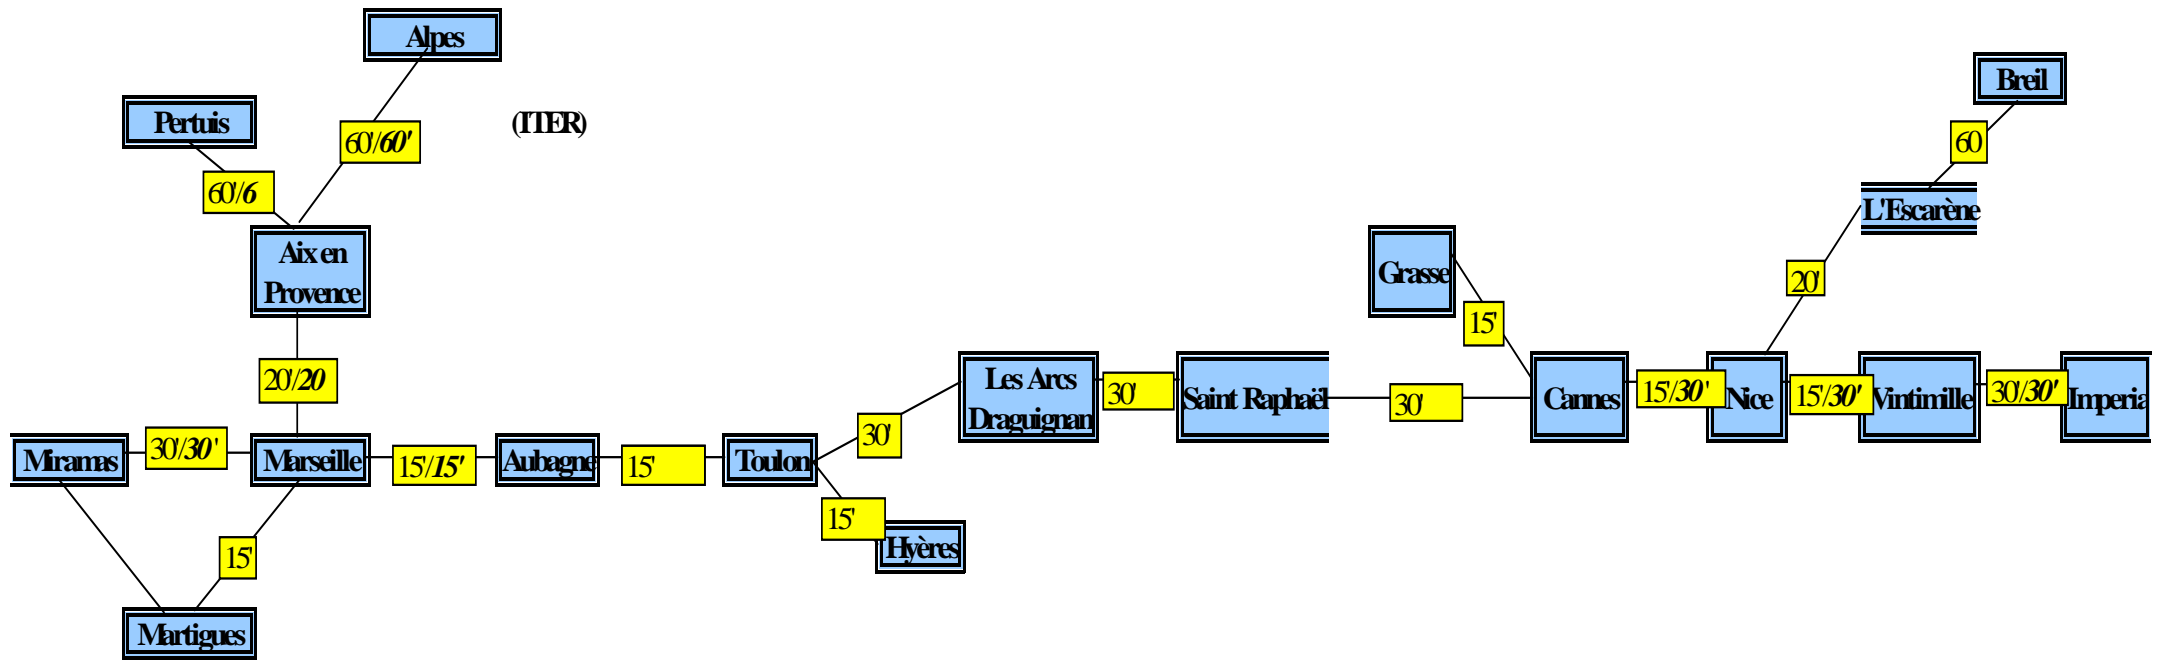 Alpes
Breil
Pertuis
(ITER)
60'/60'
60
60'/6
L'Escarène
Aix en
Provence
Grasse
20'
15'
20'/20
Les Arcs
Draguignan
30'
Saint Raphaël
30'
Cannes
15'/30'
Nice
15'/30'
Vintimille
30'/30'
Imperia
30'
Miramas
30'/30'
Marseille
15'/15'
Aubagne
15'
Toulon
15'
Hyères
15'
Martigues